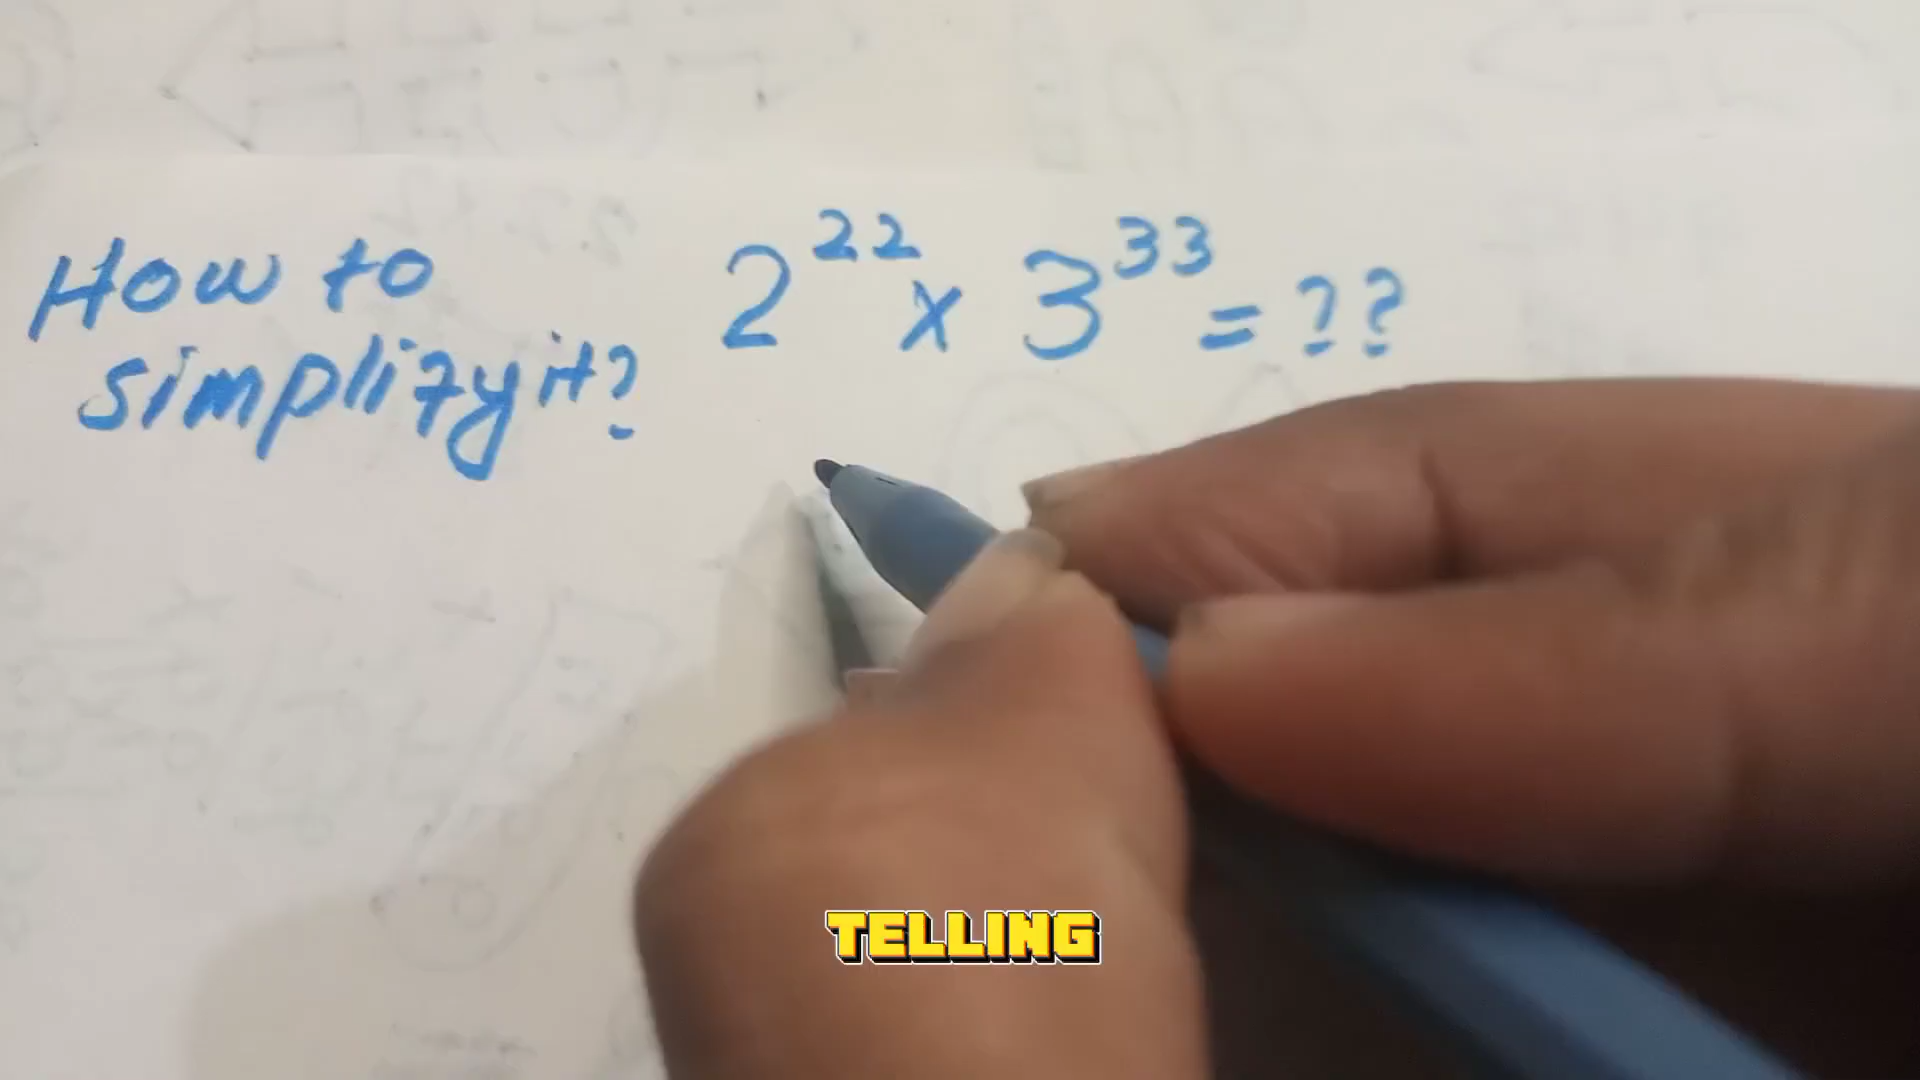 How to
simplify it?
2²² × 3³³ = ??
TELLING